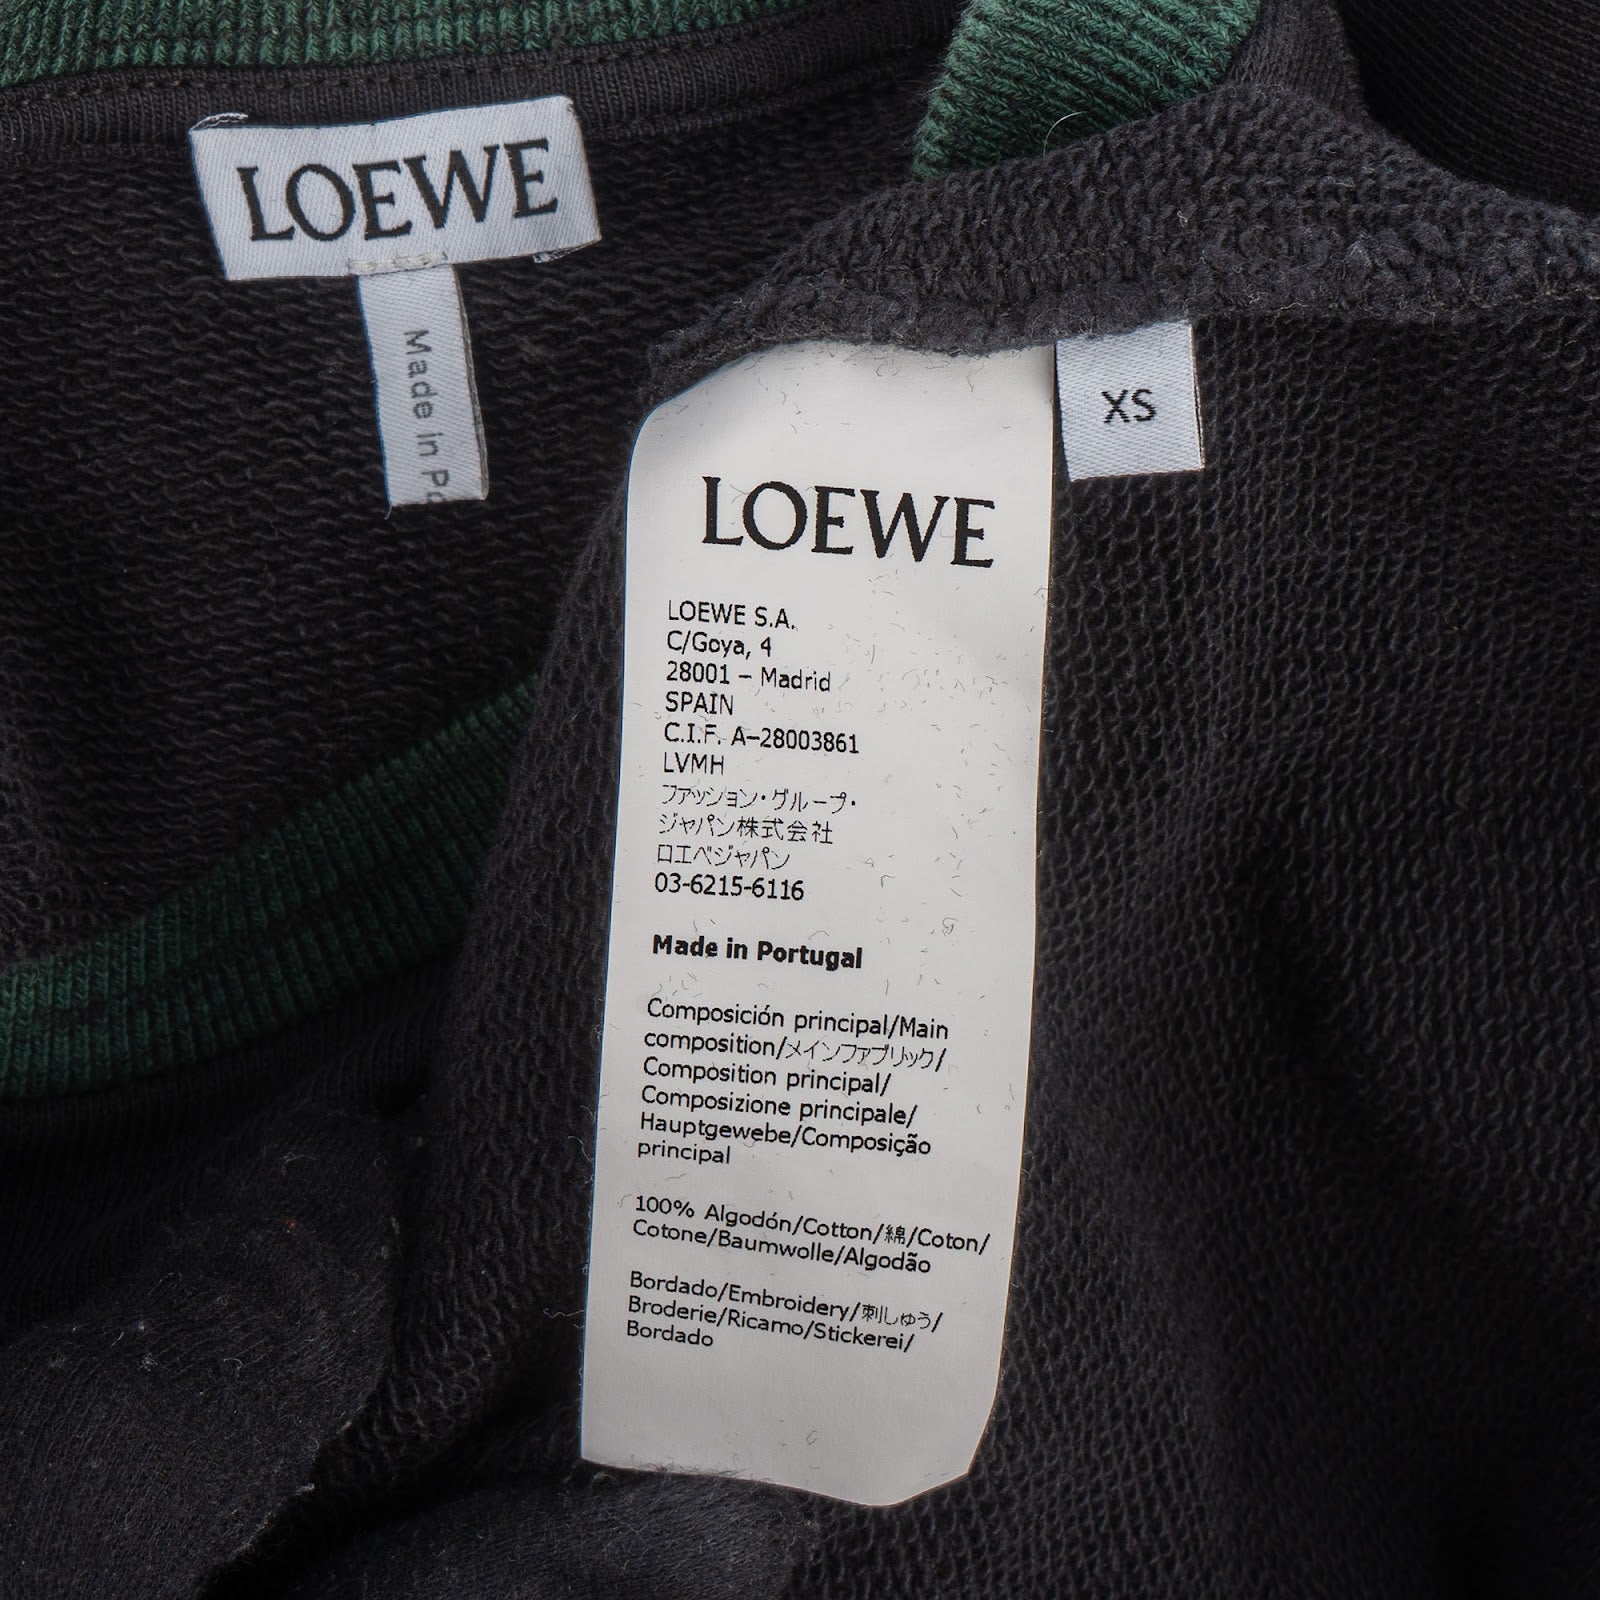 LOEWE
Made in Po
XS
LOEWE
LOEWE S.A.
C/Goya, 4
28001 – Madrid
SPAIN
C.I.F. A–28003861
LVMH
ファッション・グループ・
ジャパン株式会社
ロエベジャパン
03-6215-6116
Made in Portugal
Composición principal/Main
composition/メインファブリック/
Composition principal/
Composizione principale/
Hauptgewebe/Composição
principal
100% Algodón/Cotton/綿/Coton/
Cotone/Baumwolle/Algodão
Bordado/Embroidery/刺しゅう/
Broderie/Ricamo/Stickerei/
Bordado